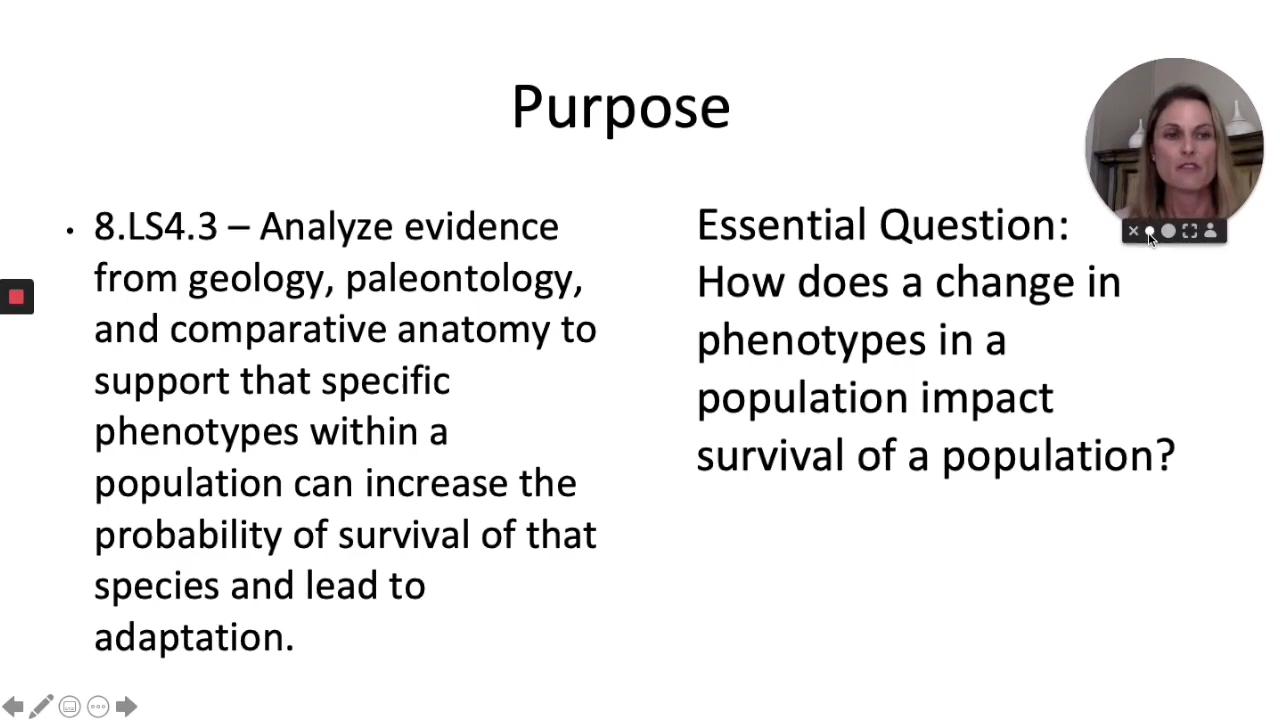 Purpose
8.LS4.3 – Analyze evidence
from geology, paleontology,
and comparative anatomy to
support that specific
phenotypes within a
population can increase the
probability of survival of that
species and lead to
adaptation.
Essential Question:
How does a change in
phenotypes in a
population impact
survival of a population?